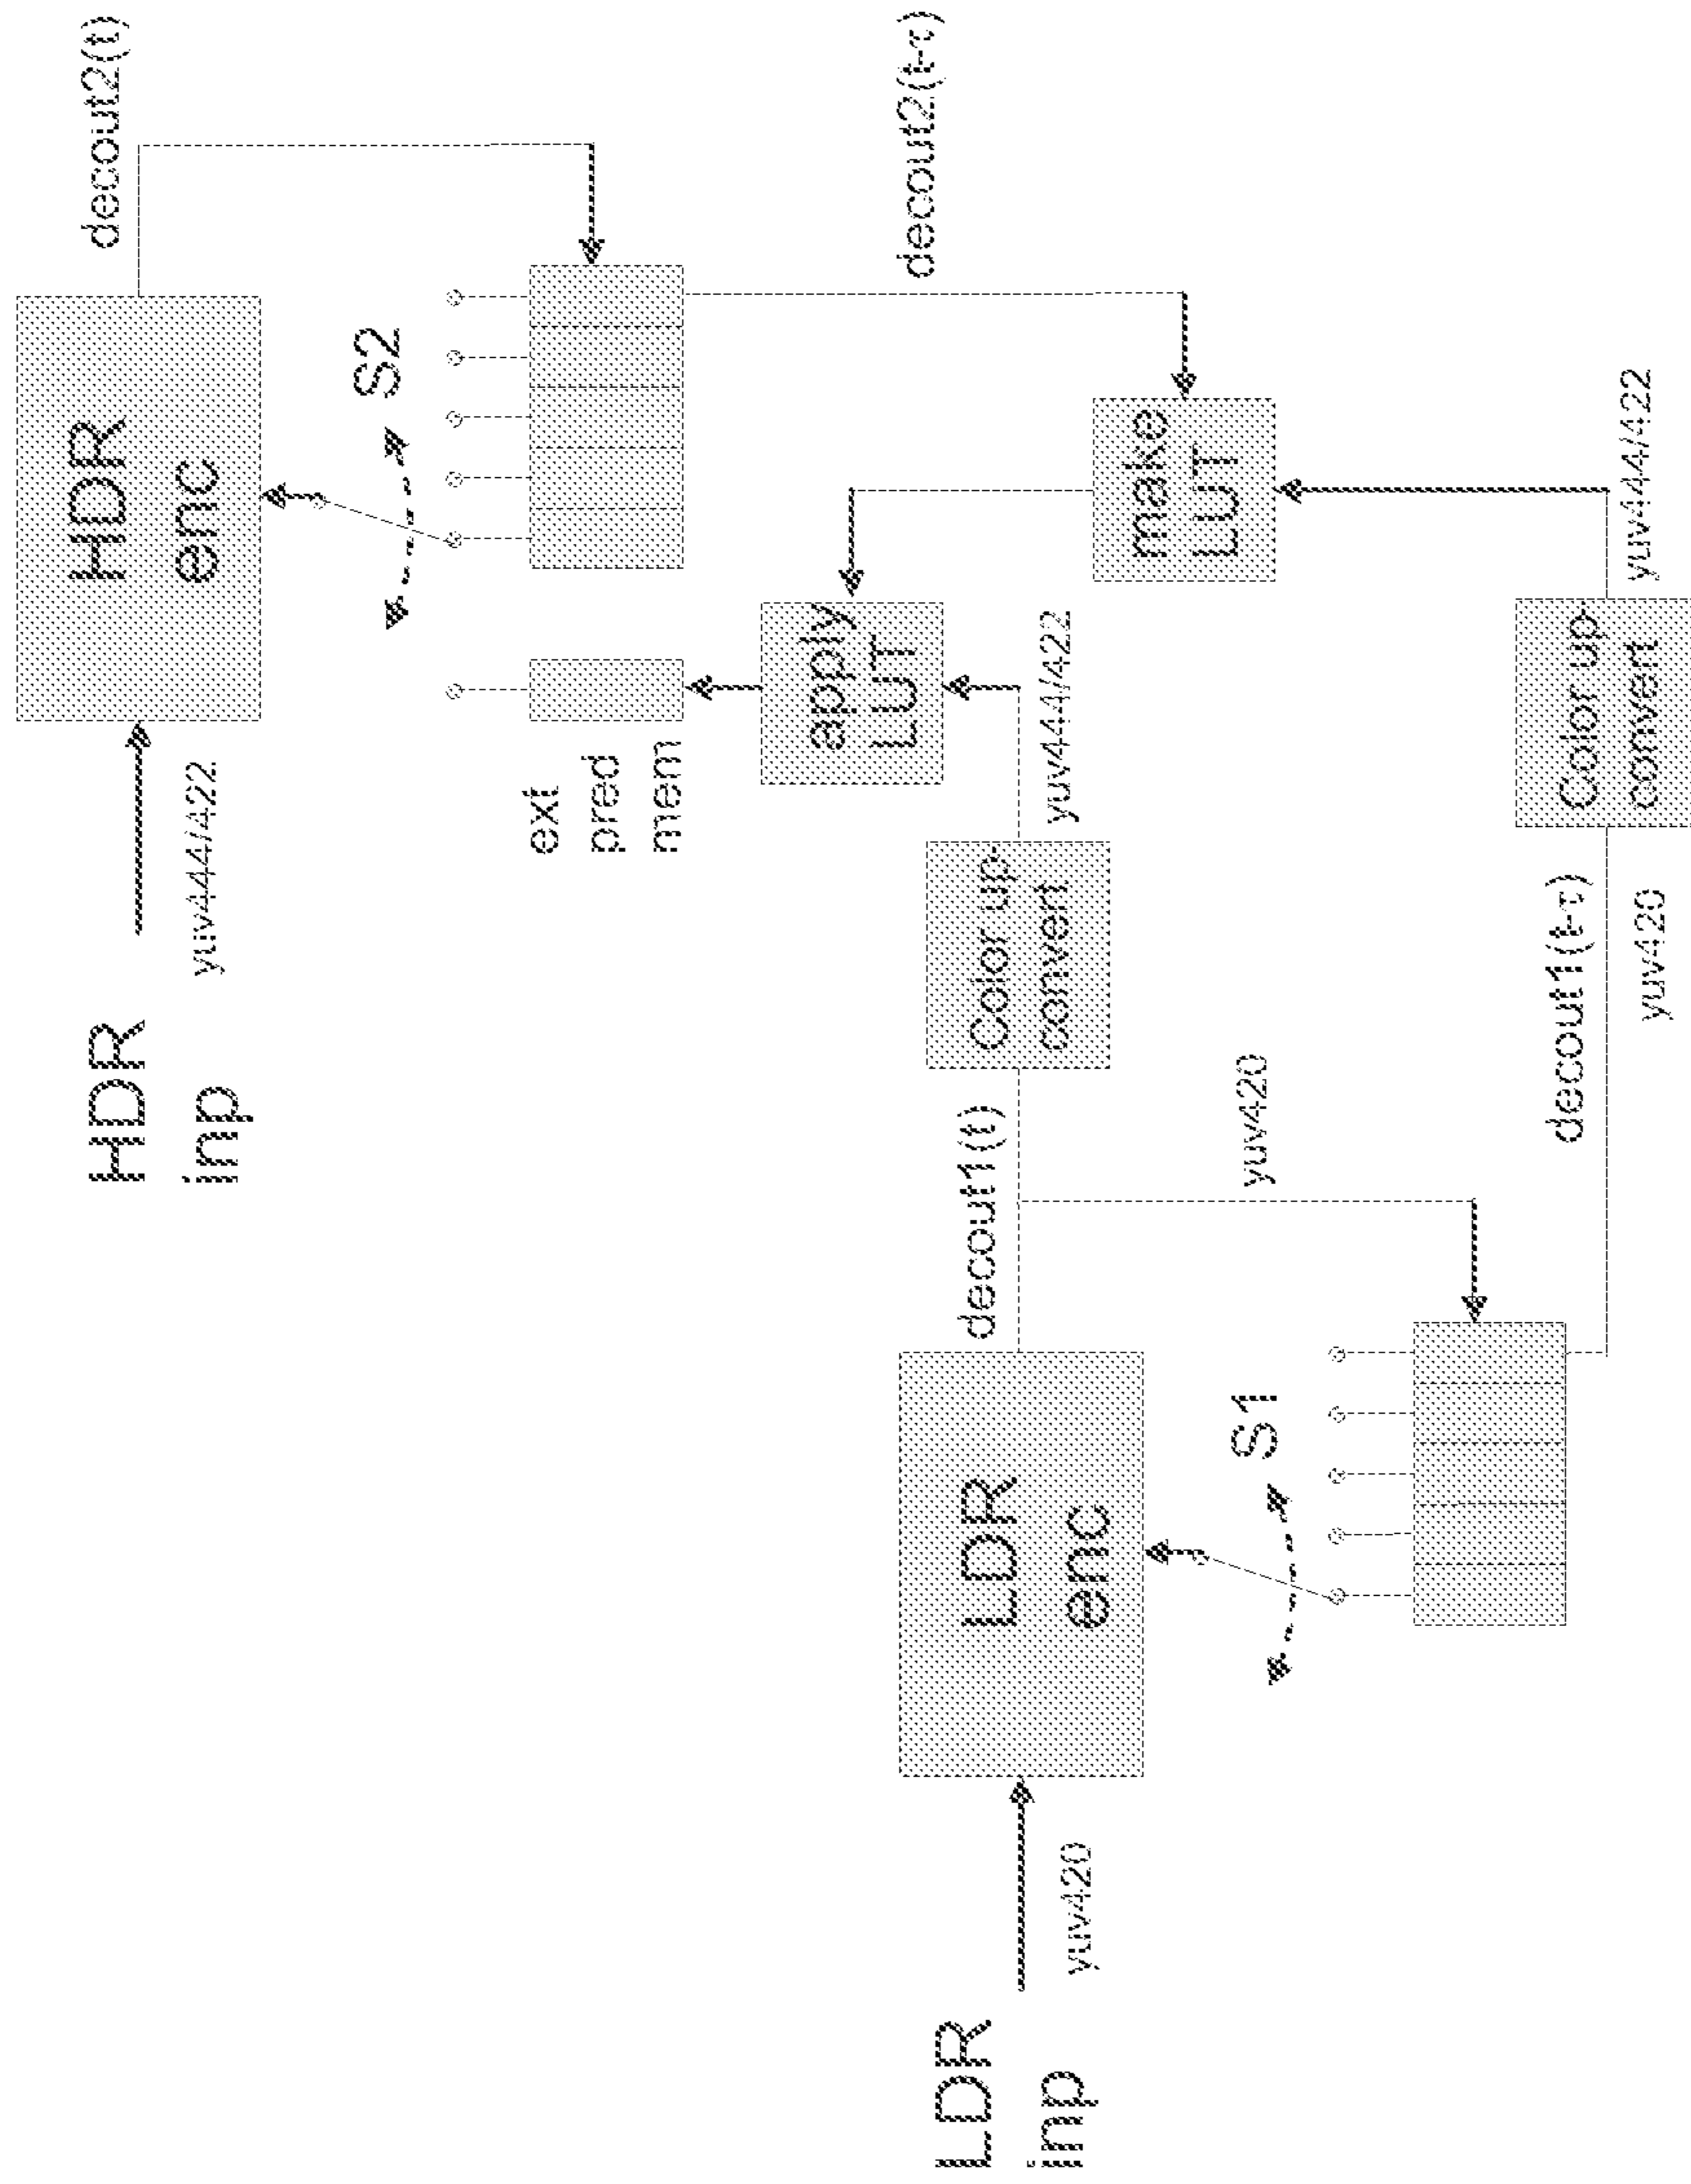 HDR
inp
yuv444/422
HDR
enc
decout2(t)
S2
ext
pred
mem
apply
LUT
decout2(t-τ)
yuv444/422
make
LUT
LDR
inp
yuv420
LDR
enc
decout1(t)
Color up-
convert
S1
yuv420
decout1(t-τ)
yuv420
Color up-
convert
yuv444/422